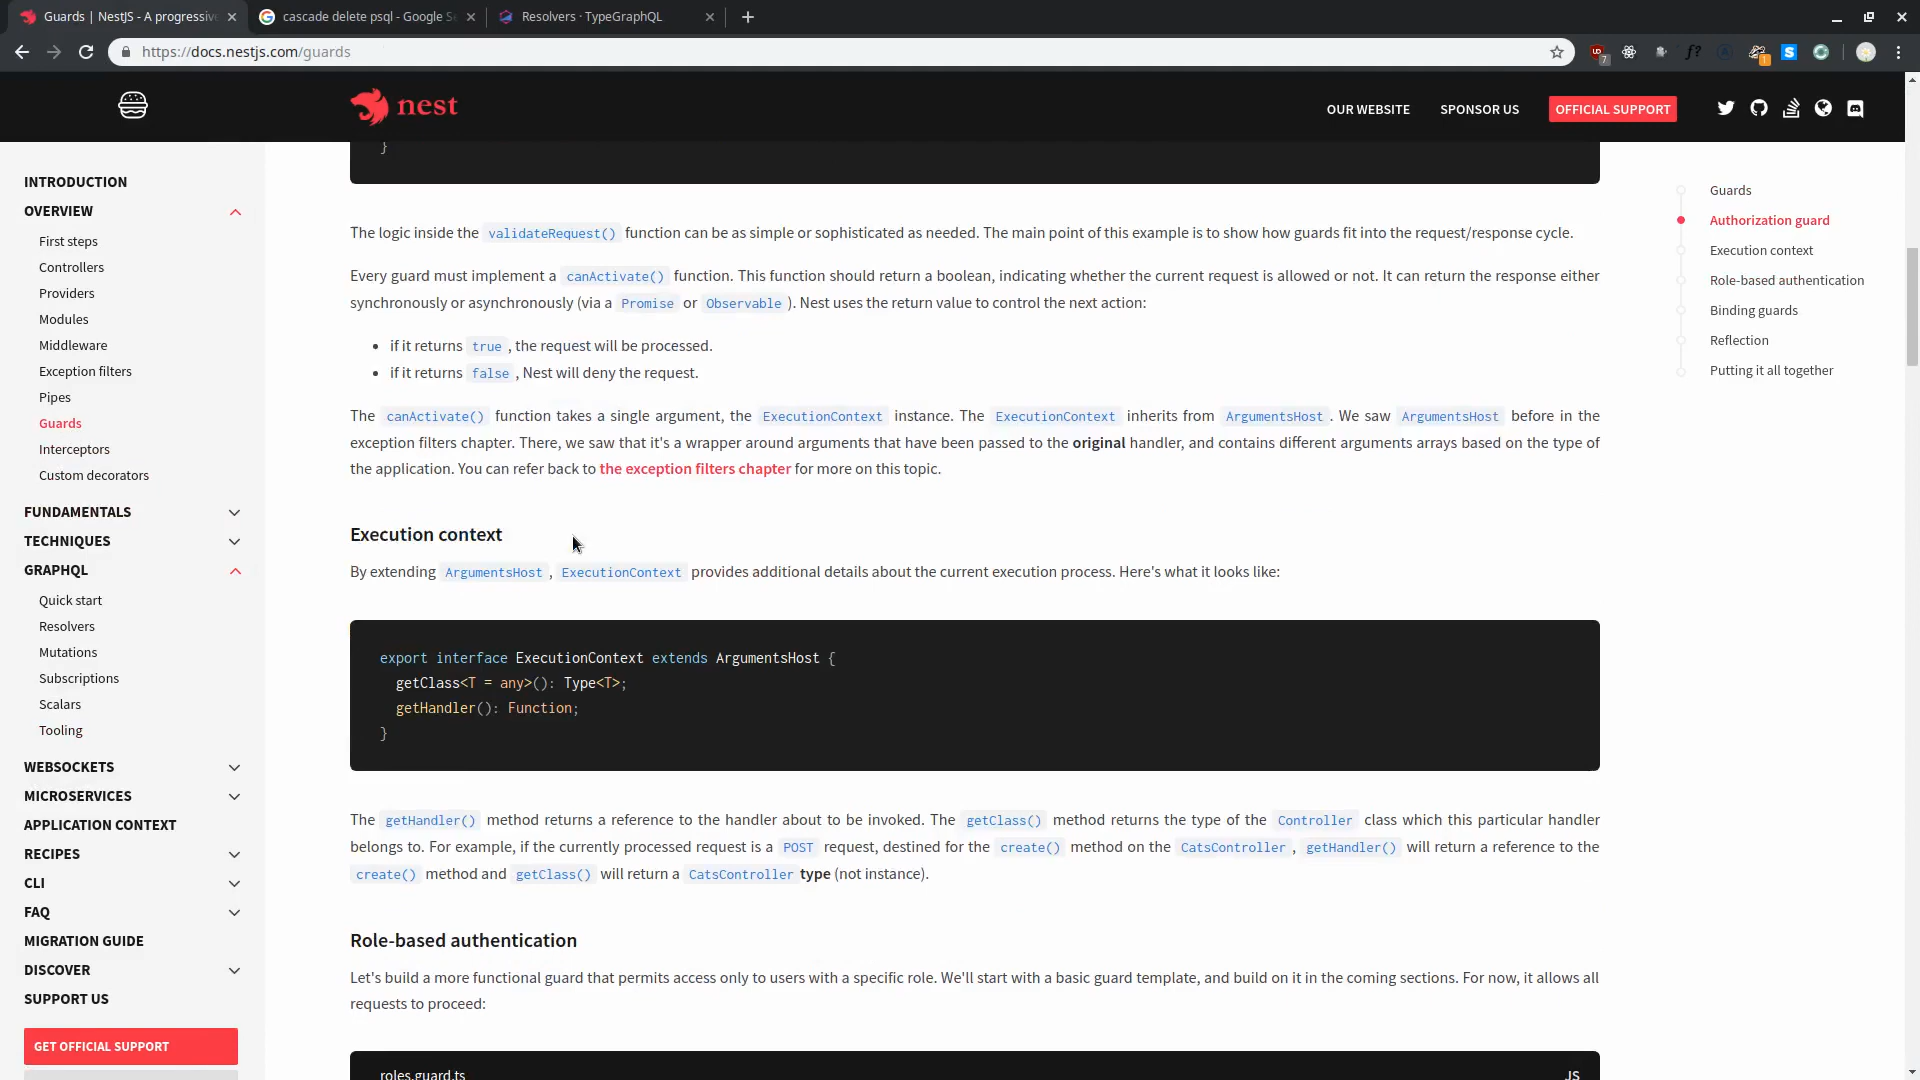 Guards | NestJS - A progressive
cascade delete psql - Google Se
Resolvers · TypeGraphQL
https://docs.nestjs.com/guards
7
f?
1
S
nest
OUR WEBSITE
SPONSOR US
OFFICIAL SUPPORT
INTRODUCTION
OVERVIEW
First steps
Controllers
Providers
Modules
Middleware
Exception filters
Pipes
Guards
Interceptors
Custom decorators
FUNDAMENTALS
TECHNIQUES
GRAPHQL
Quick start
Resolvers
Mutations
Subscriptions
Scalars
Tooling
WEBSOCKETS
MICROSERVICES
APPLICATION CONTEXT
RECIPES
CLI
FAQ
MIGRATION GUIDE
DISCOVER
SUPPORT US
GET OFFICIAL SUPPORT
}
The logic inside the validateRequest() function can be as simple or sophisticated as needed. The main point of this example is to show how guards fit into the request/response cycle.
Every guard must implement a canActivate() function. This function should return a boolean, indicating whether the current request is allowed or not. It can return the response either
synchronously or asynchronously (via a Promise or Observable ). Nest uses the return value to control the next action:
• if it returns true , the request will be processed.
• if it returns false , Nest will deny the request.
The canActivate() function takes a single argument, the ExecutionContext instance. The ExecutionContext inherits from ArgumentsHost . We saw ArgumentsHost before in the
exception filters chapter. There, we saw that it's a wrapper around arguments that have been passed to the original handler, and contains different arguments arrays based on the type of
the application. You can refer back to the exception filters chapter for more on this topic.
Execution context
By extending ArgumentsHost , ExecutionContext provides additional details about the current execution process. Here's what it looks like:
export interface ExecutionContext extends ArgumentsHost {
getClass<T = any>(): Type<T>;
getHandler(): Function;
}
The getHandler() method returns a reference to the handler about to be invoked. The getClass() method returns the type of the Controller class which this particular handler
belongs to. For example, if the currently processed request is a POST request, destined for the create() method on the CatsController , getHandler() will return a reference to the
create() method and getClass() will return a CatsController type (not instance).
Role-based authentication
Let's build a more functional guard that permits access only to users with a specific role. We'll start with a basic guard template, and build on it in the coming sections. For now, it allows all
requests to proceed:
roles.guard.ts
JS
Guards
Authorization guard
Execution context
Role-based authentication
Binding guards
Reflection
Putting it all together